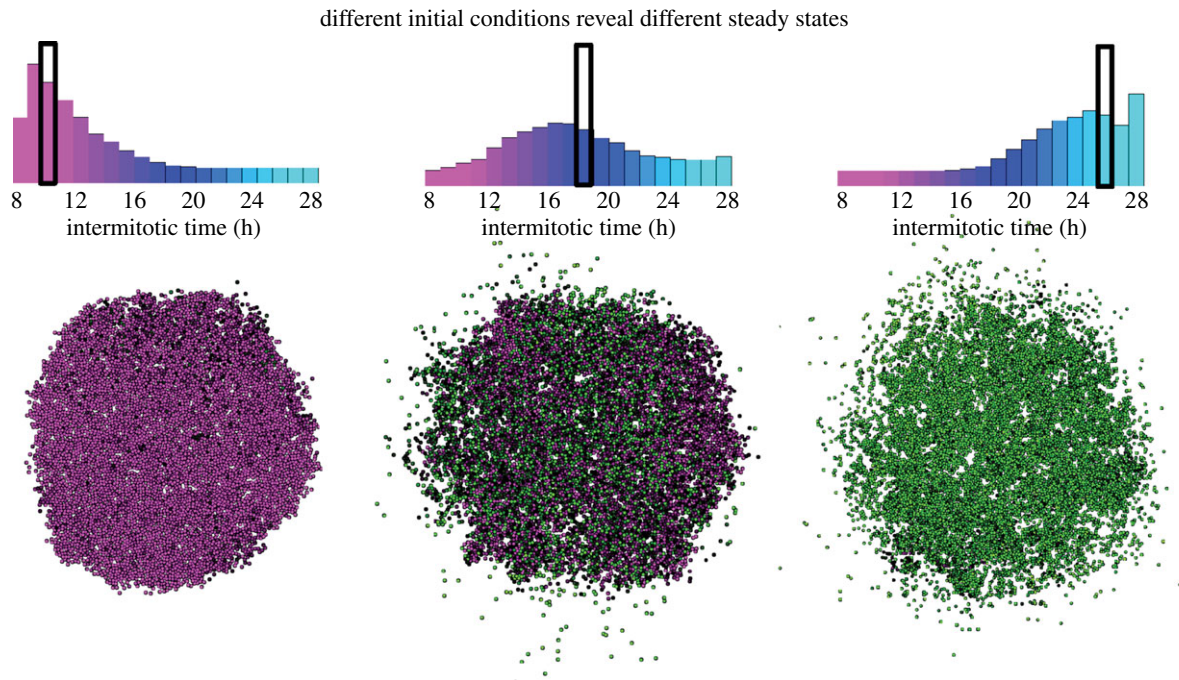 different initial conditions reveal different steady states
8 12 16 20 24 28
intermitotic time (h)
8 12 16 20 24 28
intermitotic time (h)
8 12 16 20 24 28
intermitotic time (h)